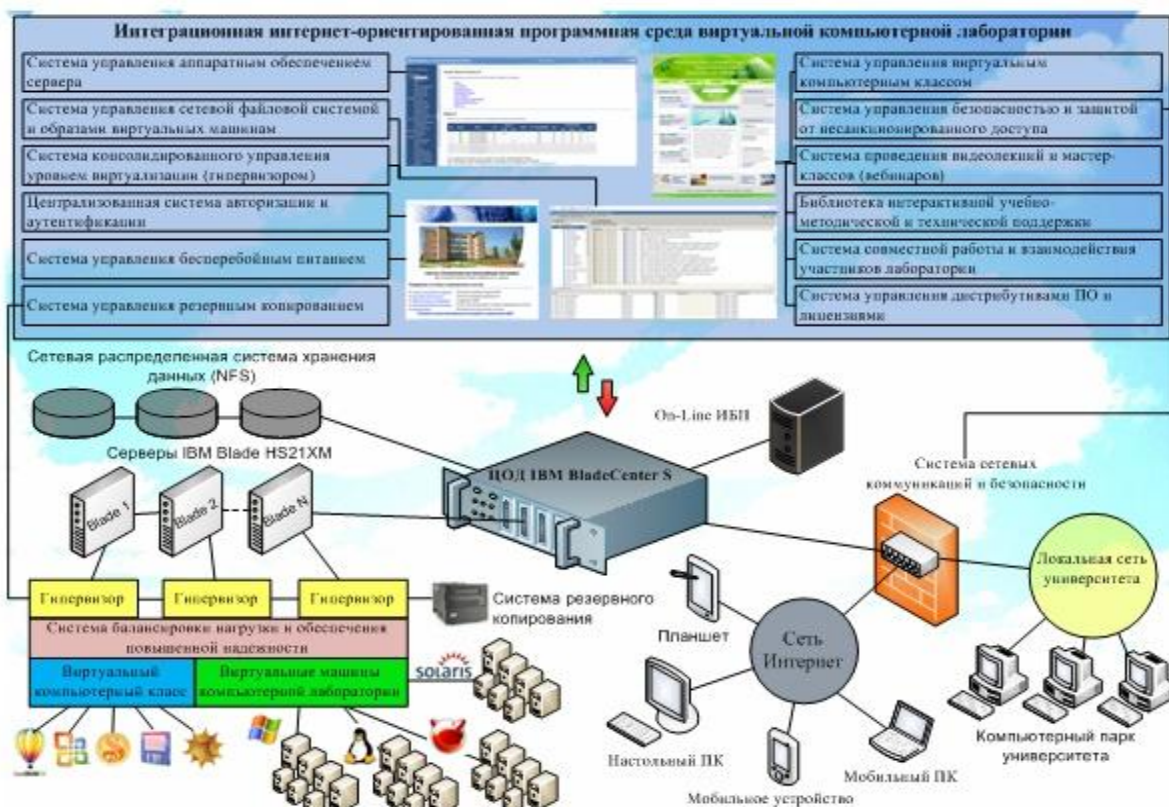 Интеграционная интернет-ориентированная программная среда виртуальной компьютерной лаборатории
Система управления аппаратным обеспечением
сервера
Система управления сетевой файловой системой
и образами виртуальных машинам
Система консолидированного управления
уровнем виртуализации (гипервизором)
Централизованная система авторизации и
аутентификации
Система управления бесперебойным питанием
Система управления резервным копированием
Система управления виртуальным
компьютерным классом
Система управления безопасностью и защитой
от несанкционированного доступа
Система проведения видеолекций и мастер-
классов (вебинаров)
Библиотека интерактивной учебно-
методической и технической поддержки
Система совместной работы и взаимодействия
участников лаборатории
Система управления дистрибутивами ПО и
лицензиями
Сетевая распределенная система хранения
данных (NFS)
Серверы IBM Blade HS21XM
Blade 1
Blade 2
Blade N
ЦОД IBM BladeCenter S
On-Line ИБП
Система сетевых
коммуникаций и безопасности
Локальная сеть
университета
Гипервизор
Гипервизор
Гипервизор
Система резервного
копирования
Система балансировки нагрузки и обеспечения
повышенной надежности
Виртуальный
компьютерный класс
Виртуальные машины
компьютерной лаборатории
SOLARIS
Планшет
Сеть
Интернет
Настольный ПК
Мобильное устройство
Мобильный ПК
Компьютерный парк
университета